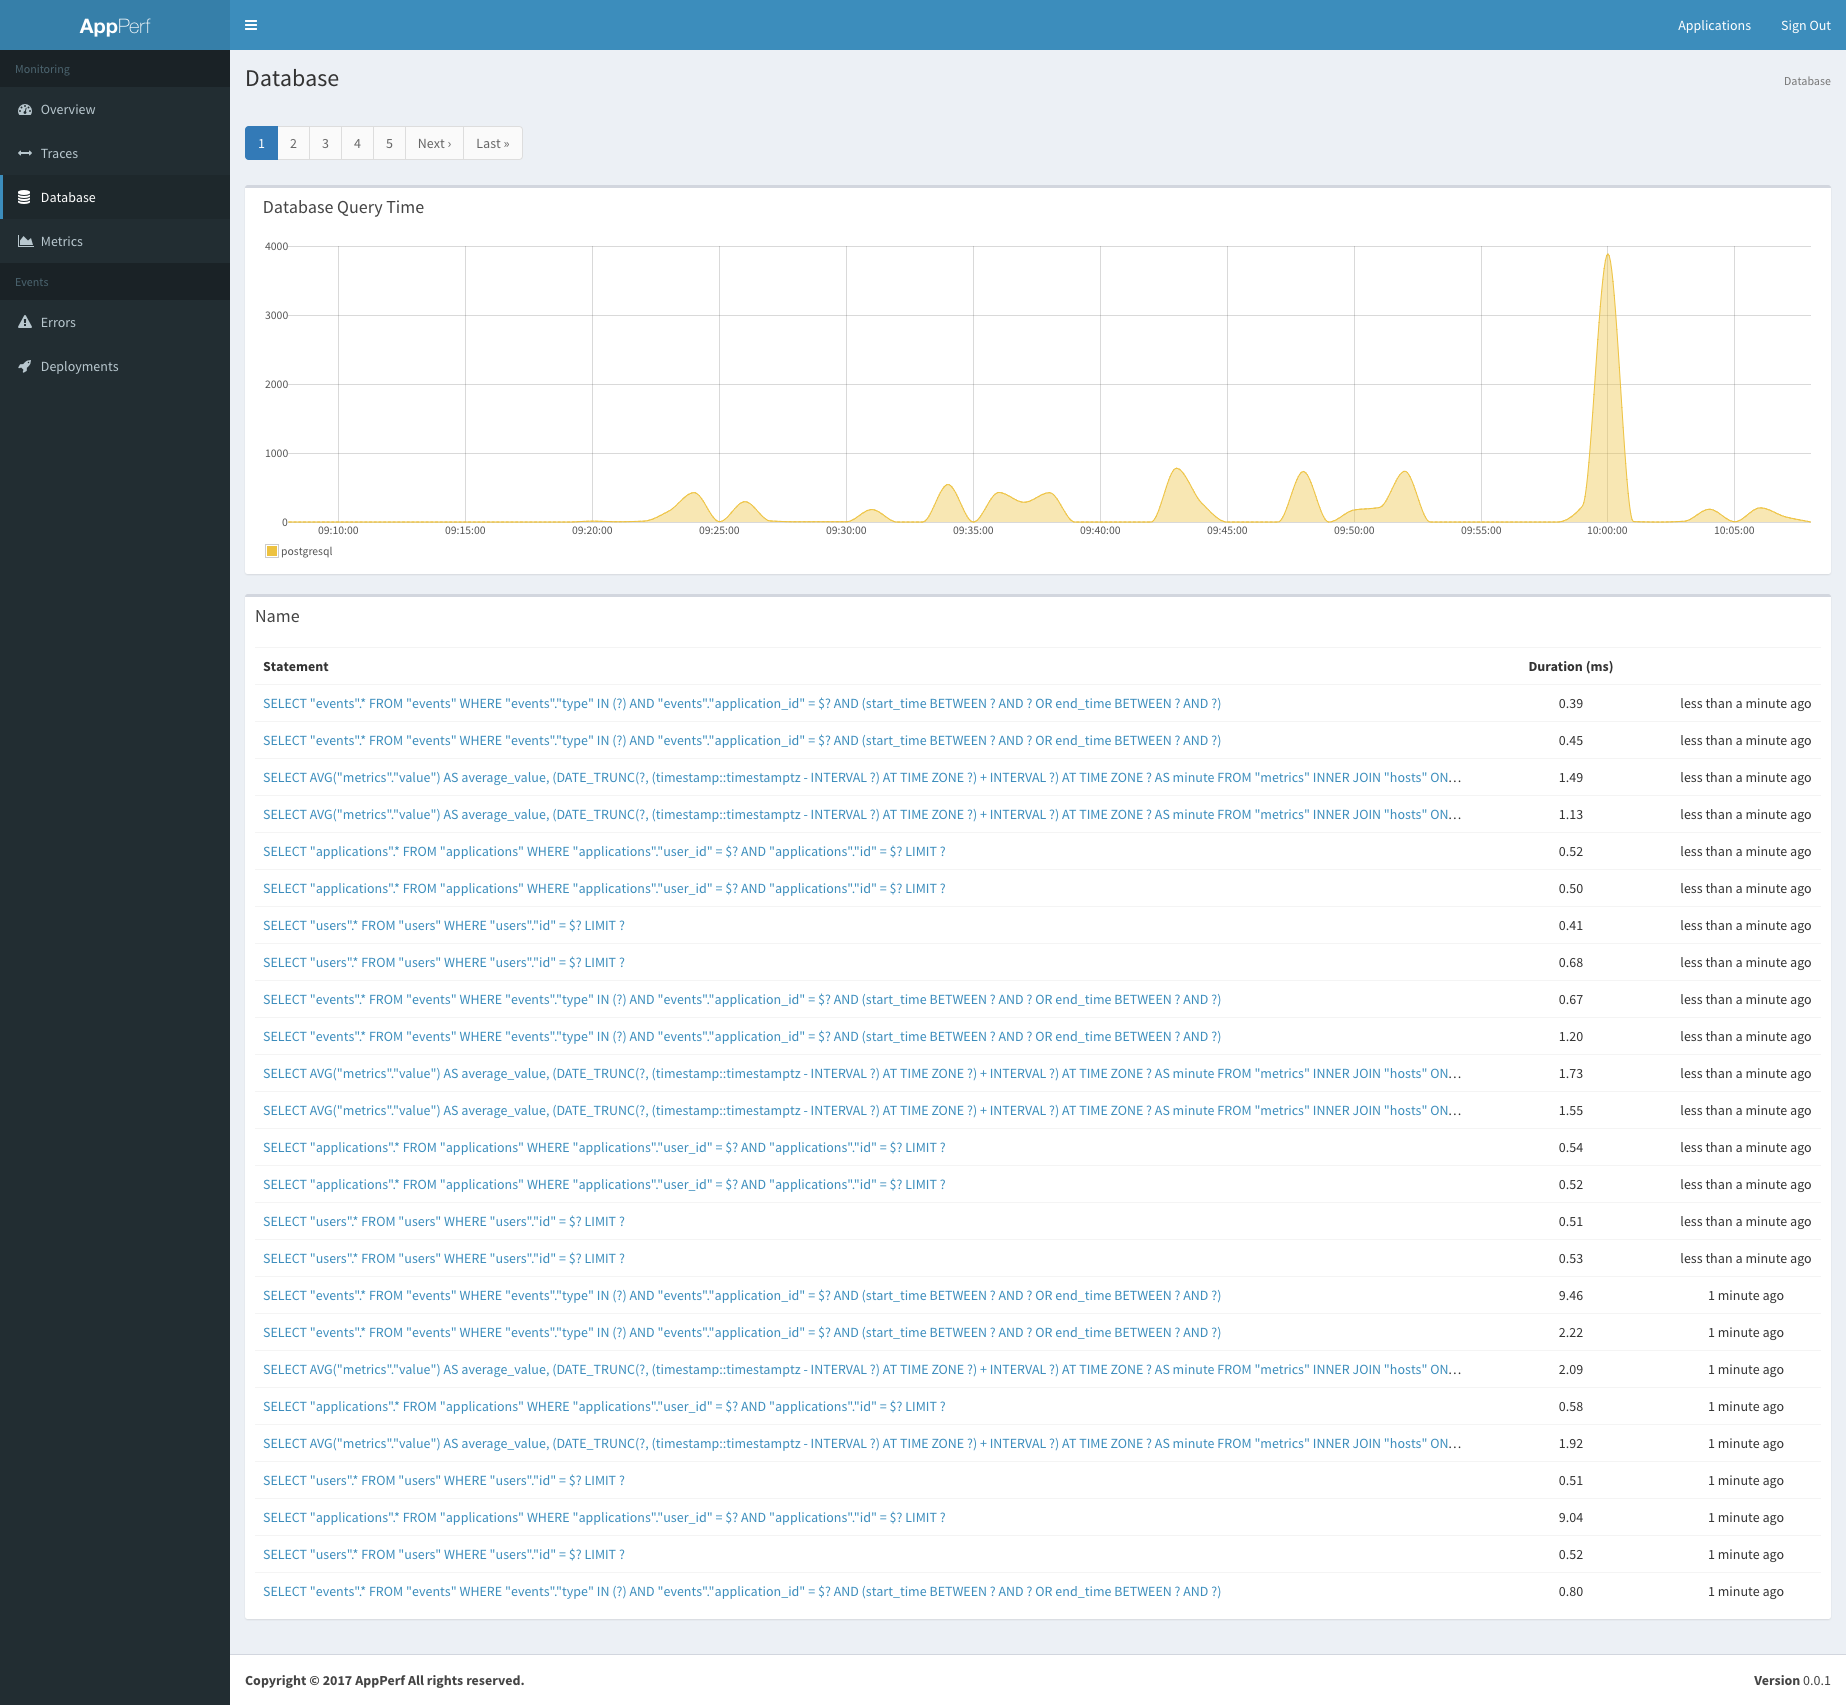 AppPerf
Applications Sign Out
Monitoring
Overview
Traces
Database
Metrics
Events
Errors
Deployments
Database
Database
1 2 3 4 5 Next › Last »
Database Query Time
4000
3000
2000
1000
0
09:10:00 09:15:00 09:20:00 09:25:00 09:30:00 09:35:00 09:40:00 09:45:00 09:50:00 09:55:00 10:00:00 10:05:00
postgresql
Name
Statement Duration (ms)
SELECT "events".* FROM "events" WHERE "events"."type" IN (?) AND "events"."application_id" = $? AND (start_time BETWEEN ? AND ? OR end_time BETWEEN ? AND ?) 0.39 less than a minute ago
SELECT "events".* FROM "events" WHERE "events"."type" IN (?) AND "events"."application_id" = $? AND (start_time BETWEEN ? AND ? OR end_time BETWEEN ? AND ?) 0.45 less than a minute ago
SELECT AVG("metrics"."value") AS average_value, (DATE_TRUNC(?, (timestamp::timestamptz - INTERVAL ?) AT TIME ZONE ?) + INTERVAL ?) AT TIME ZONE ? AS minute FROM "metrics" INNER JOIN "hosts" ON... 1.49 less than a minute ago
SELECT AVG("metrics"."value") AS average_value, (DATE_TRUNC(?, (timestamp::timestamptz - INTERVAL ?) AT TIME ZONE ?) + INTERVAL ?) AT TIME ZONE ? AS minute FROM "metrics" INNER JOIN "hosts" ON... 1.13 less than a minute ago
SELECT "applications".* FROM "applications" WHERE "applications"."user_id" = $? AND "applications"."id" = $? LIMIT ? 0.52 less than a minute ago
SELECT "applications".* FROM "applications" WHERE "applications"."user_id" = $? AND "applications"."id" = $? LIMIT ? 0.50 less than a minute ago
SELECT "users".* FROM "users" WHERE "users"."id" = $? LIMIT ? 0.41 less than a minute ago
SELECT "users".* FROM "users" WHERE "users"."id" = $? LIMIT ? 0.68 less than a minute ago
SELECT "events".* FROM "events" WHERE "events"."type" IN (?) AND "events"."application_id" = $? AND (start_time BETWEEN ? AND ? OR end_time BETWEEN ? AND ?) 0.67 less than a minute ago
SELECT "events".* FROM "events" WHERE "events"."type" IN (?) AND "events"."application_id" = $? AND (start_time BETWEEN ? AND ? OR end_time BETWEEN ? AND ?) 1.20 less than a minute ago
SELECT AVG("metrics"."value") AS average_value, (DATE_TRUNC(?, (timestamp::timestamptz - INTERVAL ?) AT TIME ZONE ?) + INTERVAL ?) AT TIME ZONE ? AS minute FROM "metrics" INNER JOIN "hosts" ON... 1.73 less than a minute ago
SELECT AVG("metrics"."value") AS average_value, (DATE_TRUNC(?, (timestamp::timestamptz - INTERVAL ?) AT TIME ZONE ?) + INTERVAL ?) AT TIME ZONE ? AS minute FROM "metrics" INNER JOIN "hosts" ON... 1.55 less than a minute ago
SELECT "applications".* FROM "applications" WHERE "applications"."user_id" = $? AND "applications"."id" = $? LIMIT ? 0.54 less than a minute ago
SELECT "applications".* FROM "applications" WHERE "applications"."user_id" = $? AND "applications"."id" = $? LIMIT ? 0.52 less than a minute ago
SELECT "users".* FROM "users" WHERE "users"."id" = $? LIMIT ? 0.51 less than a minute ago
SELECT "users".* FROM "users" WHERE "users"."id" = $? LIMIT ? 0.53 less than a minute ago
SELECT "events".* FROM "events" WHERE "events"."type" IN (?) AND "events"."application_id" = $? AND (start_time BETWEEN ? AND ? OR end_time BETWEEN ? AND ?) 9.46 1 minute ago
SELECT "events".* FROM "events" WHERE "events"."type" IN (?) AND "events"."application_id" = $? AND (start_time BETWEEN ? AND ? OR end_time BETWEEN ? AND ?) 2.22 1 minute ago
SELECT AVG("metrics"."value") AS average_value, (DATE_TRUNC(?, (timestamp::timestamptz - INTERVAL ?) AT TIME ZONE ?) + INTERVAL ?) AT TIME ZONE ? AS minute FROM "metrics" INNER JOIN "hosts" ON... 2.09 1 minute ago
SELECT "applications".* FROM "applications" WHERE "applications"."user_id" = $? AND "applications"."id" = $? LIMIT ? 0.58 1 minute ago
SELECT AVG("metrics"."value") AS average_value, (DATE_TRUNC(?, (timestamp::timestamptz - INTERVAL ?) AT TIME ZONE ?) + INTERVAL ?) AT TIME ZONE ? AS minute FROM "metrics" INNER JOIN "hosts" ON... 1.92 1 minute ago
SELECT "users".* FROM "users" WHERE "users"."id" = $? LIMIT ? 0.51 1 minute ago
SELECT "applications".* FROM "applications" WHERE "applications"."user_id" = $? AND "applications"."id" = $? LIMIT ? 9.04 1 minute ago
SELECT "users".* FROM "users" WHERE "users"."id" = $? LIMIT ? 0.52 1 minute ago
SELECT "events".* FROM "events" WHERE "events"."type" IN (?) AND "events"."application_id" = $? AND (start_time BETWEEN ? AND ? OR end_time BETWEEN ? AND ?) 0.80 1 minute ago
Copyright © 2017 AppPerf All rights reserved. Version 0.0.1